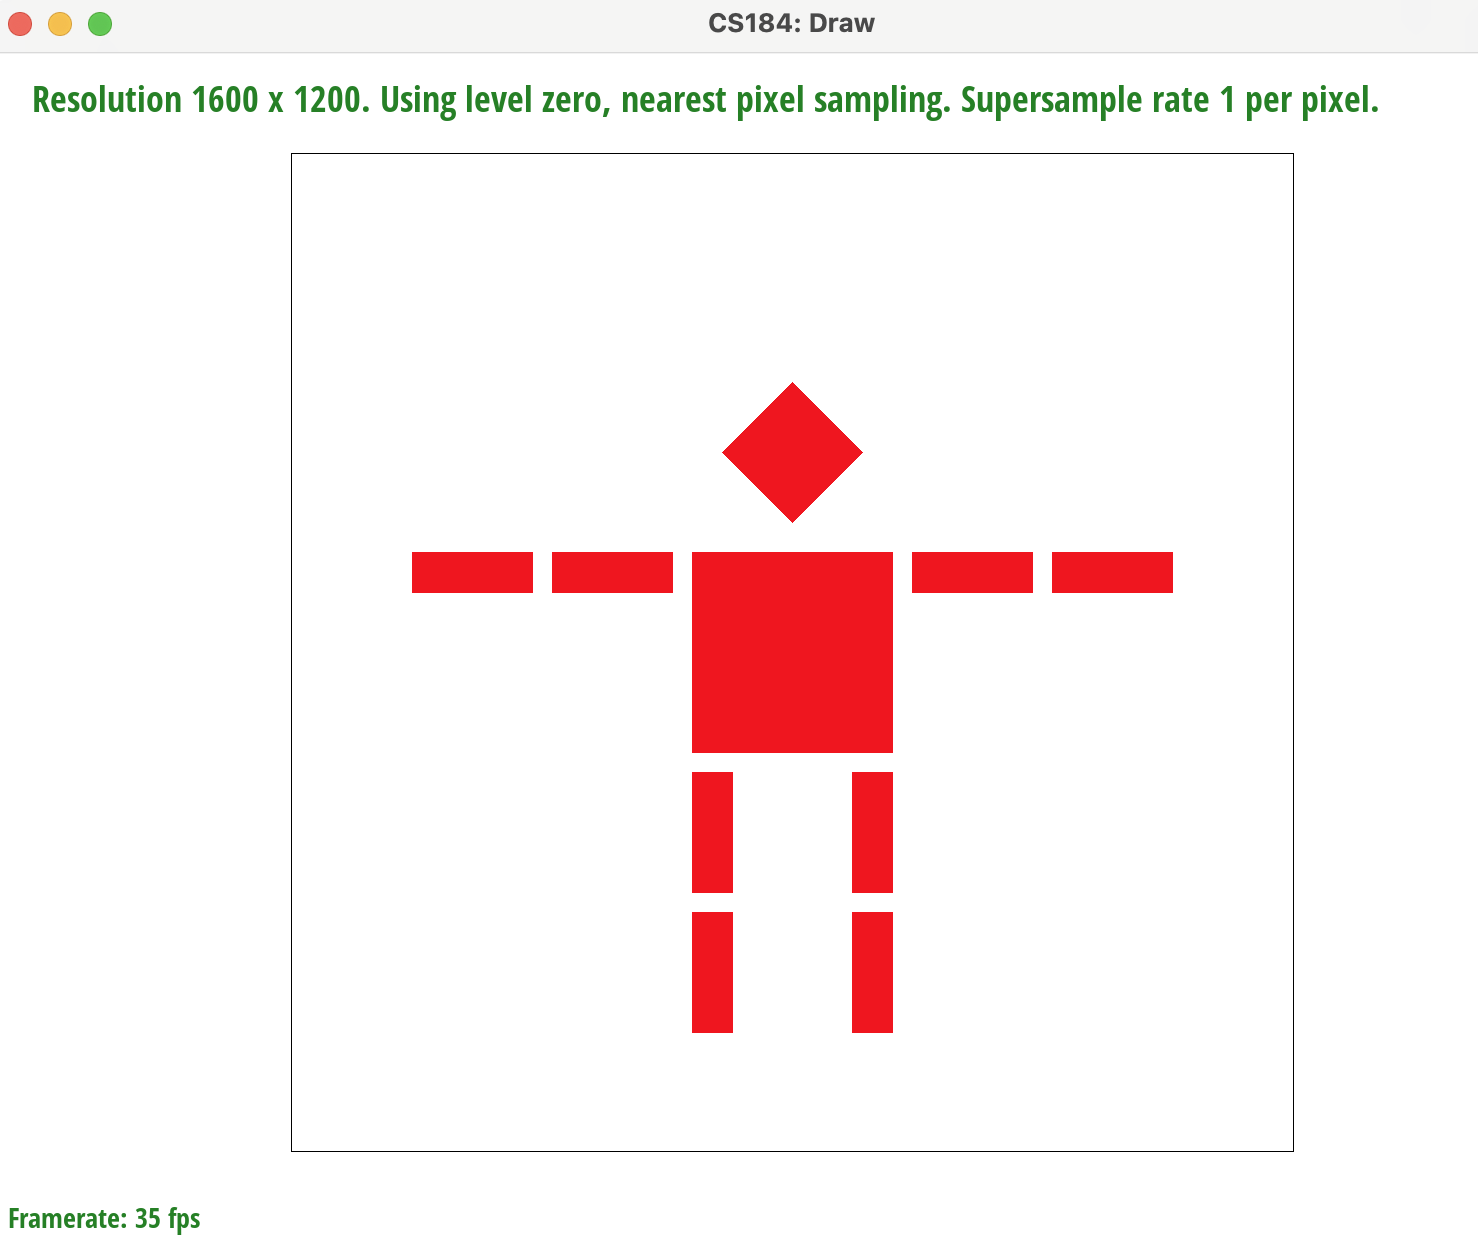 CS184: Draw
Resolution 1600 x 1200. Using level zero, nearest pixel sampling. Supersample rate 1 per pixel.
Framerate: 35 fps